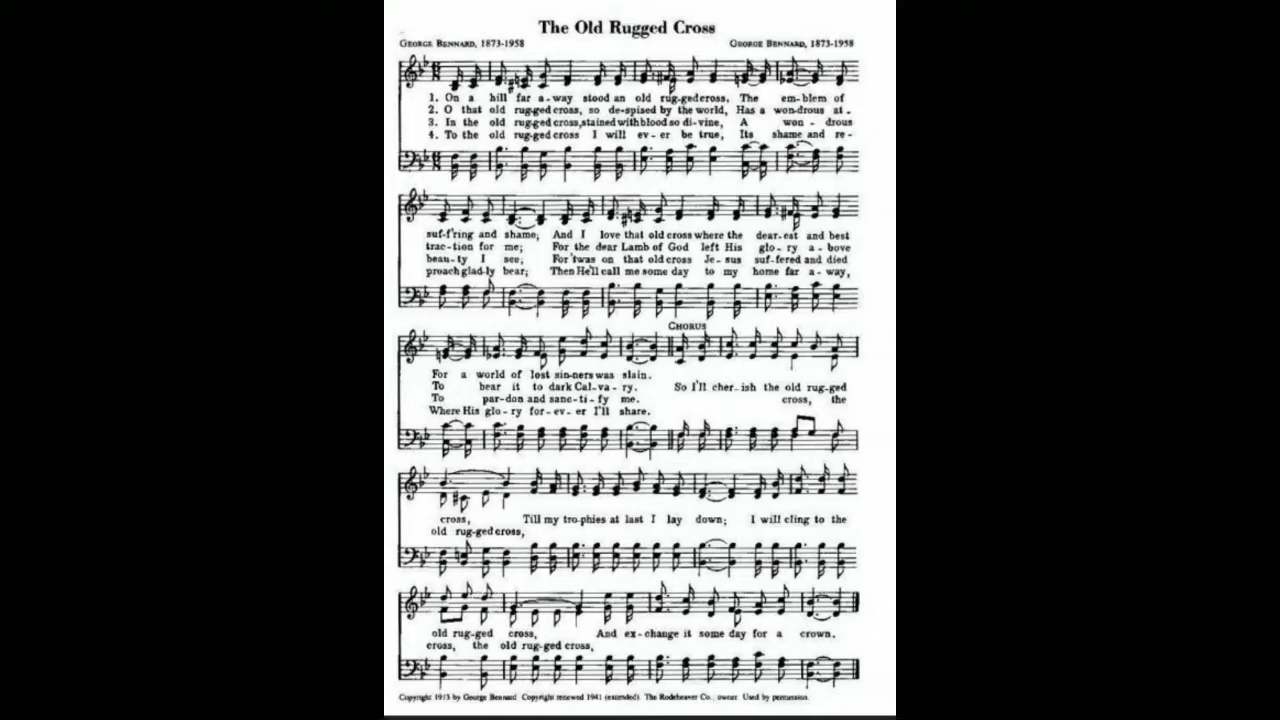 The Old Rugged Cross
GEORGE BENNARD, 1873-1958 GEORGE BENNARD, 1873-1958
1. On a hill far a-way stood an old rug-gedcross, The em-blem of
2. O that old rug-ged cross, so de-spised by the world, Has a won-drous at-
3. In the old rug-ged cross,stained withblood so di-vine, A won-drous
4. To the old rug-ged cross I will ev-er be true, Its shame and re-
suf-f'ring and shame; And I love that old cross where the dear-est and best
trac-tion for me; For the dear Lamb of God left His glo-ry a-bove
beau-ty I see; For 'twas on that old cross Je-sus suf-fered and died
proach glad-ly bear; Then He'll call me some day to my home far a-way,
CHORUS
For a world of lost sin-ners was slain.
To bear it to dark Cal-va-ry. So I'll cher-ish the old rug-ged
To par-don and sanc-ti-fy me. cross, the
Where His glo-ry for-ev-er I'll share.
cross, Till my tro-phies at last I lay down; I will cling to the
old rug-ged cross,
old rug-ged cross, And ex-change it some day for a crown.
cross, the old rug-ged cross,
Copyright 1913 by George Bennard. Copyright renewed 1941 (extended). The Rodeheaver Co., owner. Used by permission.